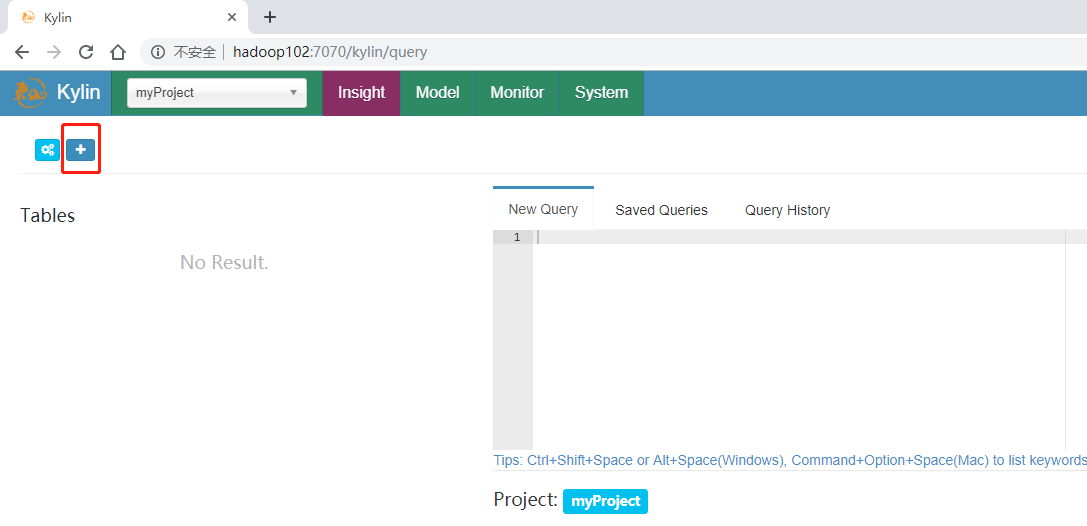 Kylin
不安全 hadoop102:7070/kylin/query
Kylin myProject Insight Model Monitor System
Tables
No Result.
New Query Saved Queries Query History
1
Tips: Ctrl+Shift+Space or Alt+Space(Windows), Command+Option+Space(Mac) to list keywords
Project: myProject